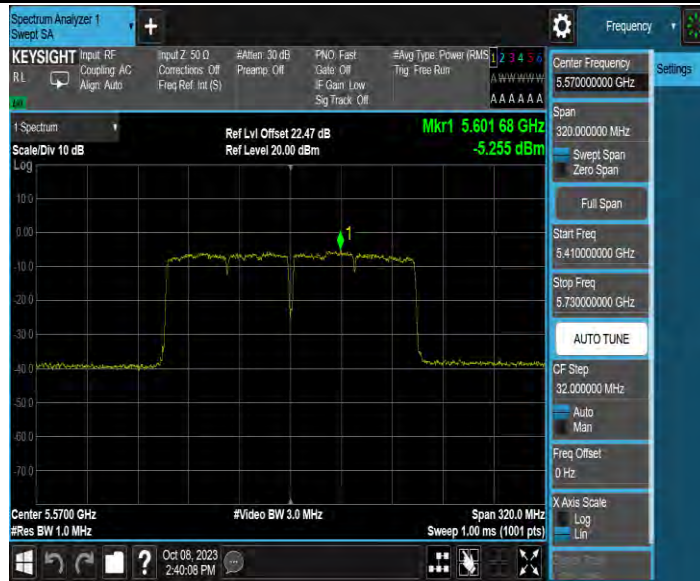 Spectrum Analyzer 1
Swept SA
+
Frequency
KEYSIGHT
RL
Input: RF
Coupling: AC
Align: Auto
Input Z: 50 Ω
Corrections: Off
Freq Ref: Int (S)
#Atten: 30 dB
Preamp: Off
PNO: Fast
Gate: Off
IF Gain: Low
Sig Track: Off
#Avg Type: Power (RMS
Trig: Free Run
1 2 3 4 5 6
A W W W W W
A A A A A A
Center Frequency
5.570000000 GHz
Settings
Span
320.000000 MHz
Swept Span
Zero Span
Full Span
Start Freq
5.410000000 GHz
Stop Freq
5.730000000 GHz
AUTO TUNE
CF Step
32.000000 MHz
Auto
Man
Freq Offset
0 Hz
X Axis Scale
Log
Lin
1 Spectrum
Scale/Div 10 dB
Log
Ref Lvl Offset 22.47 dB
Ref Level 20.00 dBm
Mkr1 5.601 68 GHz
-5.255 dBm
10.0
0.00
-10.0
-20.0
-30.0
-40.0
-50.0
-60.0
-70.0
1
Center 5.5700 GHz
#Res BW 1.0 MHz
#Video BW 3.0 MHz
Span 320.0 MHz
Sweep 1.00 ms (1001 pts)
?
Oct 08, 2023
2:40:08 PM